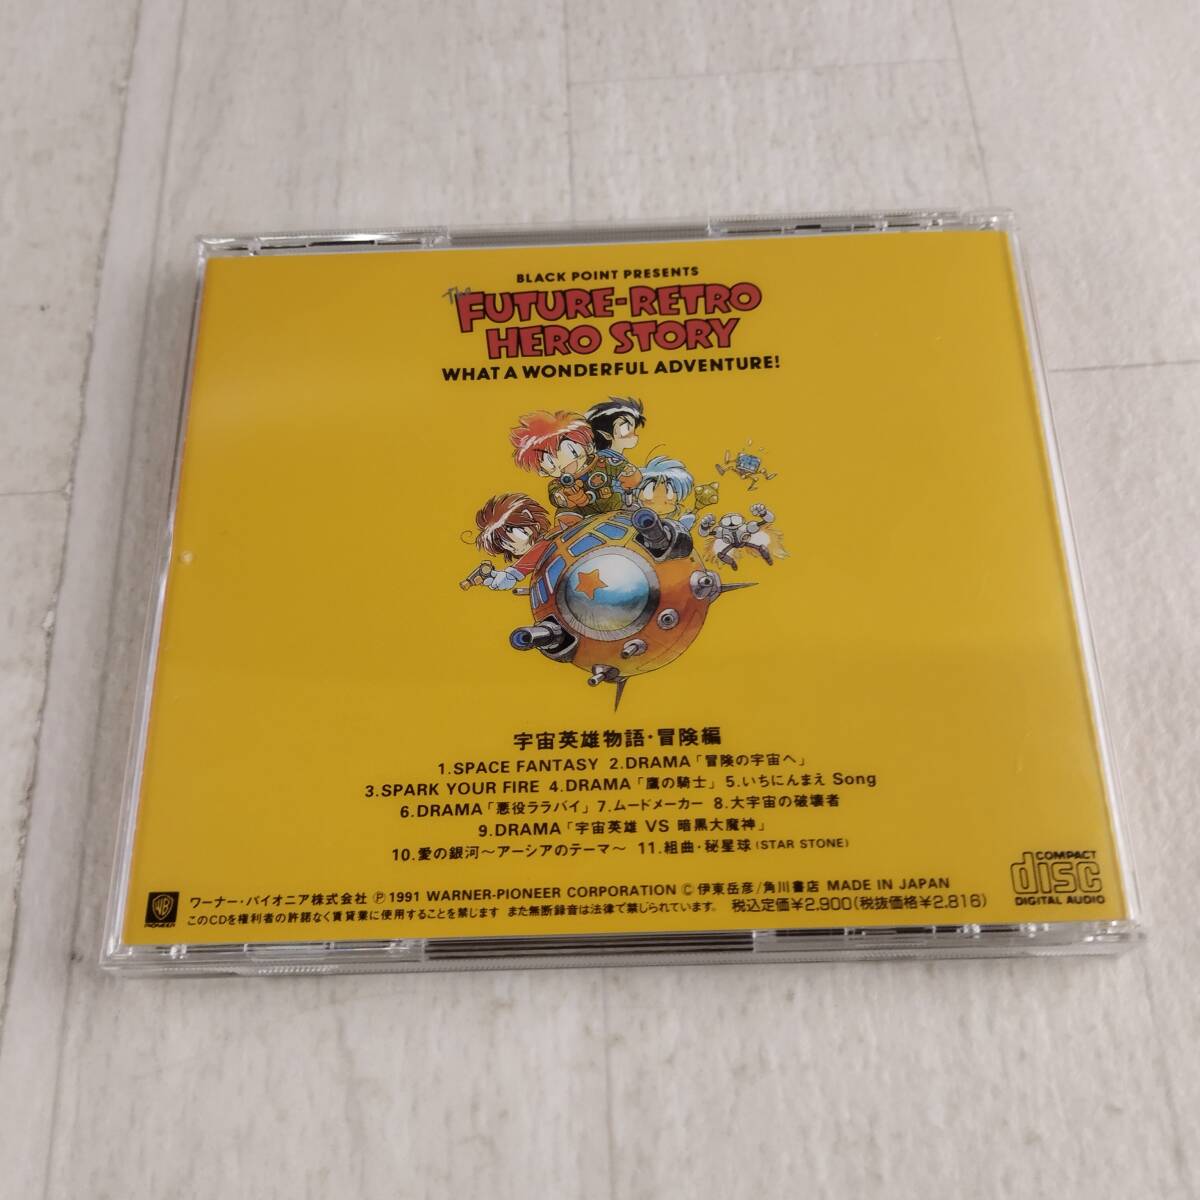 BLACK POINT PRESENTS
The FUTURE-RETRO
HERO STORY
WHAT A WONDERFUL ADVENTURE!
宇宙英雄物語・冒険編
1.SPACE FANTASY 2.DRAMA「冒険の宇宙へ」
3.SPARK YOUR FIRE 4.DRAMA「鷹の騎士」5.いちにんまえ Song
6.DRAMA「悪役ララバイ」7.ムードメーカー 8.大宇宙の破壊者
9.DRAMA「宇宙英雄 VS 暗黒大魔神」
10.愛の銀河〜アーシアのテーマ〜 11.組曲・秘星球(STAR STONE)
WB
PIONEER
ワーナー・パイオニア株式会社 Ⓟ1991 WARNER-PIONEER CORPORATION Ⓒ伊東岳彦/角川書店 MADE IN JAPAN
このCDを権利者の許諾なく賃貸業に使用することを禁じます また無断録音は法律で禁じられています。 税込定価¥2,900(税抜価格¥2,816)
COMPACT
disc
DIGITAL AUDIO